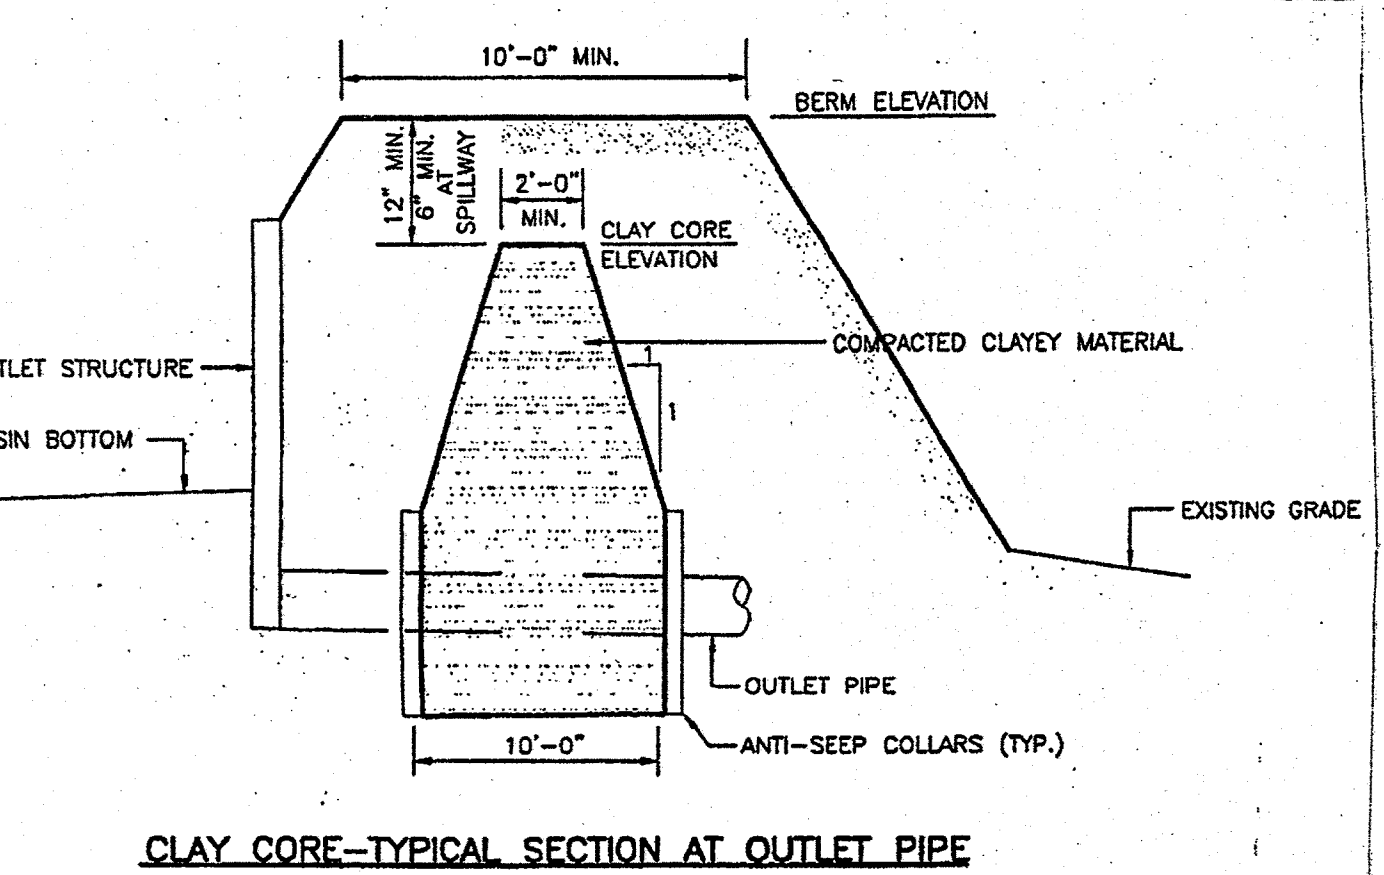 10'-0" MIN.
BERM ELEVATION
12" MIN.
6" MIN.
AT
SPILLWAY
2'-0"
MIN.
CLAY CORE
ELEVATION
COMPACTED CLAYEY MATERIAL
1
1
TLET STRUCTURE
SIN BOTTOM
EXISTING GRADE
OUTLET PIPE
ANTI-SEEP COLLARS (TYP.)
10'-0"
CLAY CORE-TYPICAL SECTION AT OUTLET PIPE